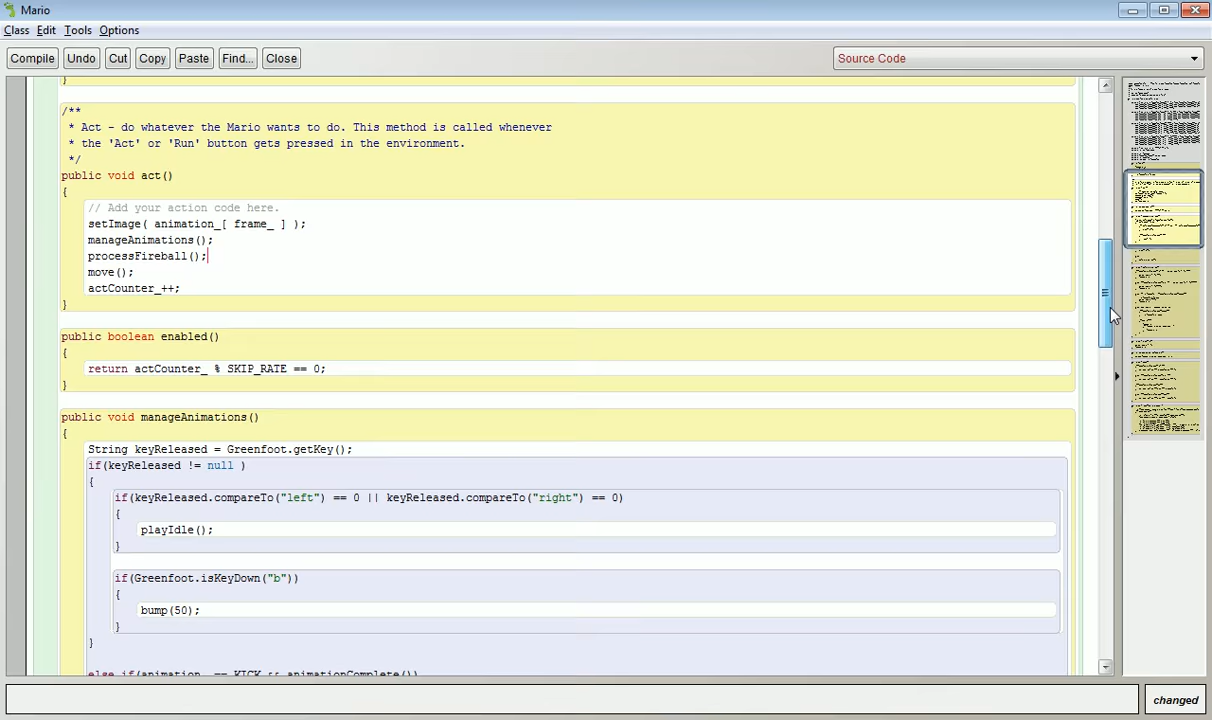 Mario
Class Edit Tools Options
Compile Undo Cut Copy Paste Find... Close Source Code
}
/**
* Act - do whatever the Mario wants to do. This method is called whenever
* the 'Act' or 'Run' button gets pressed in the environment.
*/
public void act()
{
// Add your action code here.
setImage( animation_[ frame_ ] );
manageAnimations();
processFireball();
move();
actCounter_++;
}
public boolean enabled()
{
return actCounter_ % SKIP_RATE == 0;
}
public void manageAnimations()
{
String keyReleased = Greenfoot.getKey();
if(keyReleased != null )
{
if(keyReleased.compareTo("left") == 0 || keyReleased.compareTo("right") == 0)
{
playIdle();
}
if(Greenfoot.isKeyDown("b"))
{
bump(50);
}
}
else if(animation_ == KICK && animationComplete())
changed